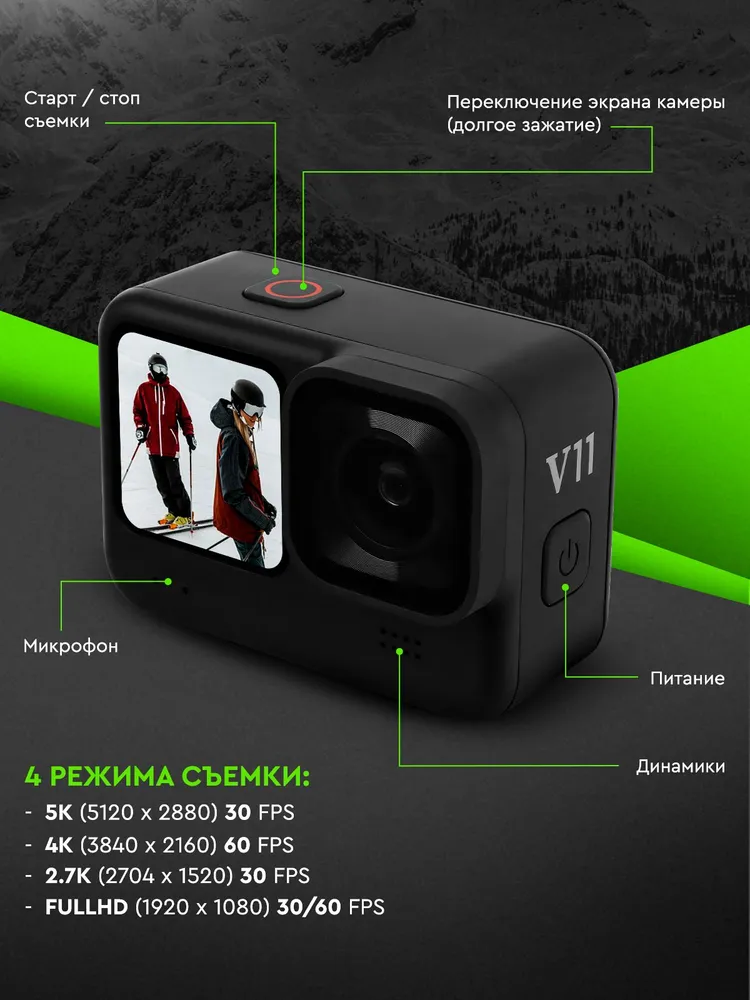 Старт / стоп
съемки
Переключение экрана камеры
(долгое зажатие)
V11
Микрофон
Питание
Динамики
4 РЕЖИМА СЪЕМКИ:
- 5K (5120 x 2880) 30 FPS
- 4K (3840 x 2160) 60 FPS
- 2.7K (2704 x 1520) 30 FPS
- FULLHD (1920 x 1080) 30/60 FPS